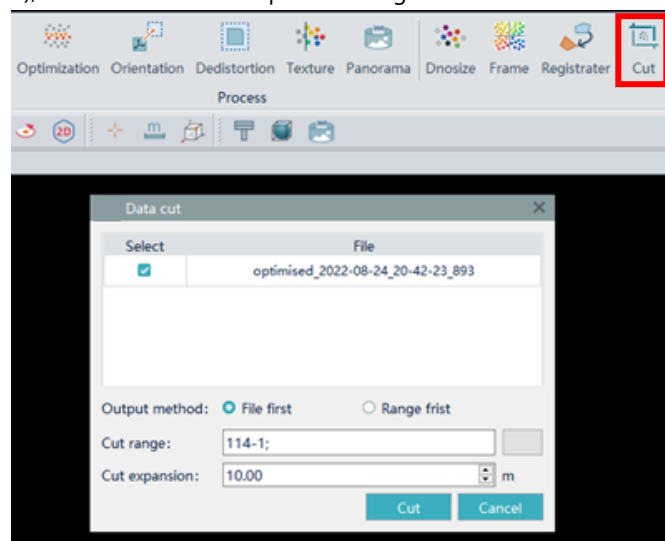 Optimization Orientation Dedistortion Texture Panorama Dnosize Frame Registrater Cut
Process
2D m
Data cut
Select File
optimised_2022-08-24_20-42-23_893
Output method: File first Range frist
Cut range: 114-1;
Cut expansion: 10.00 m
Cut Cancel